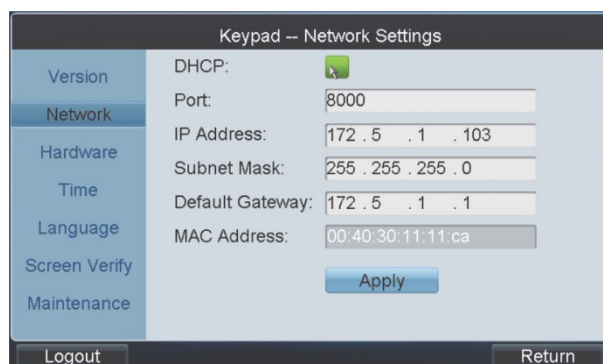 Keypad -- Network Settings
Version
Network
Hardware
Time
Language
Screen Verify
Maintenance
DHCP:
Port: 8000
IP Address: 172 . 5 . 1 . 103
Subnet Mask: 255 . 255 . 255 . 0
Default Gateway: 172 . 5 . 1 . 1
MAC Address: 00:40:30:11:11:ca
Apply
Logout
Return